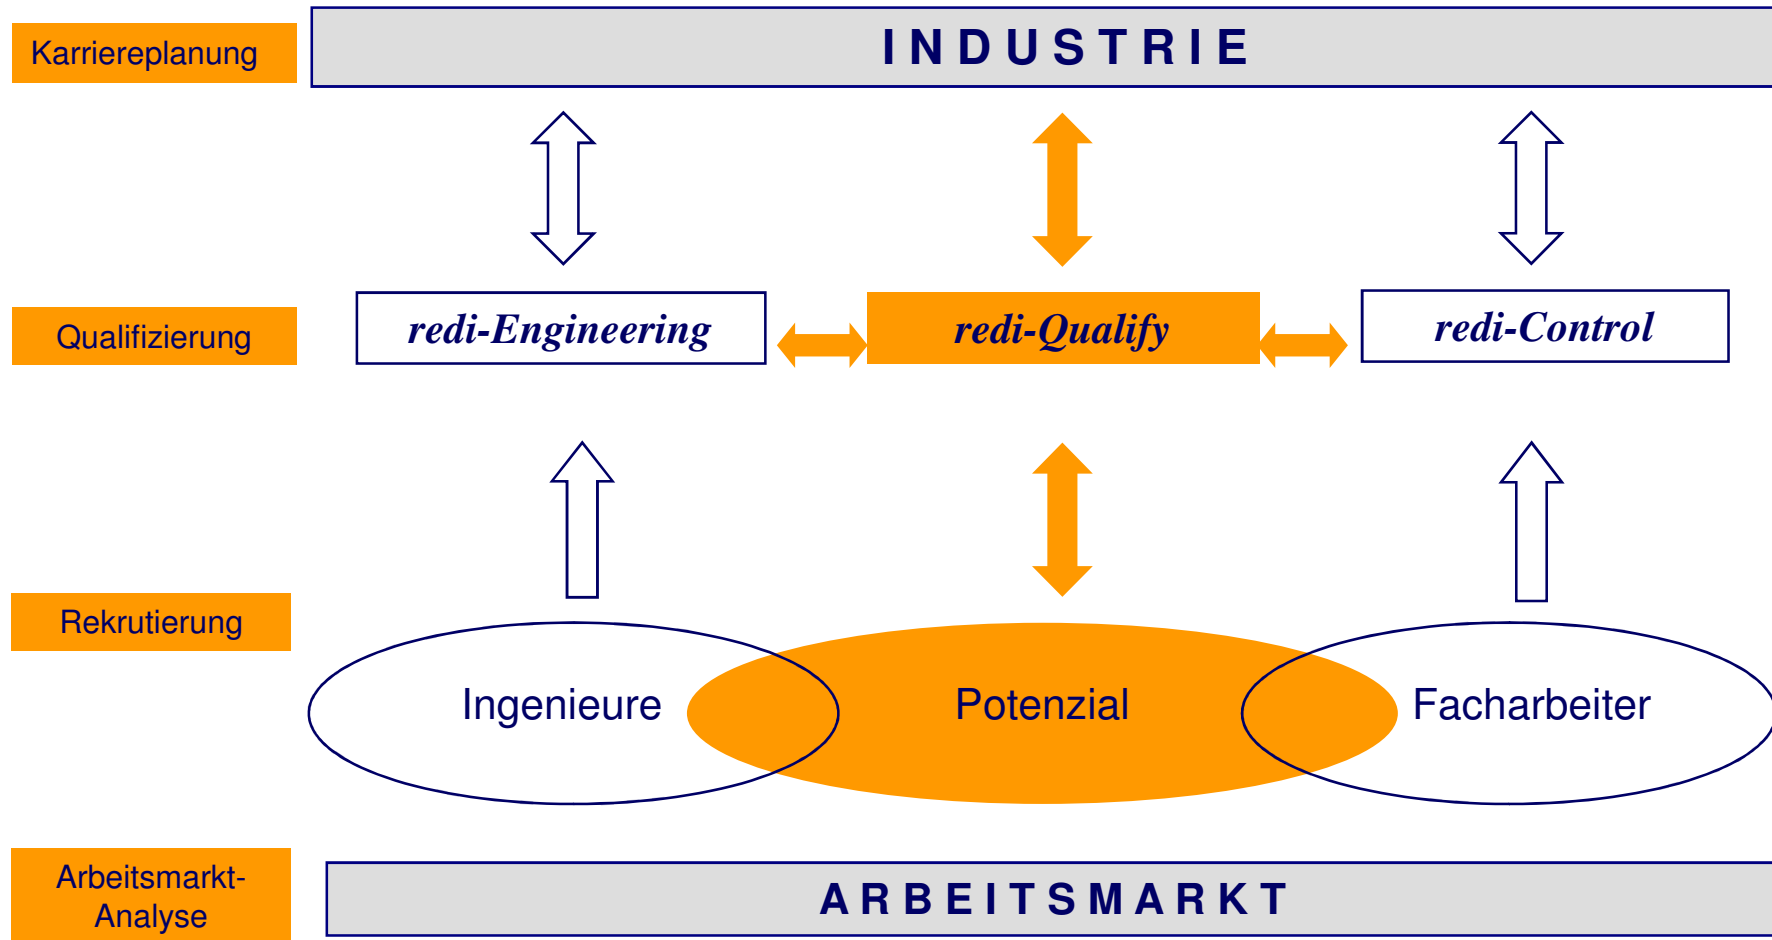 Karriereplanung
INDUSTRIE
Qualifizierung
redi-Engineering
redi-Qualify
redi-Control
Rekrutierung
Ingenieure
Potenzial
Facharbeiter
Arbeitsmarkt-
Analyse
ARBEITSMARKT